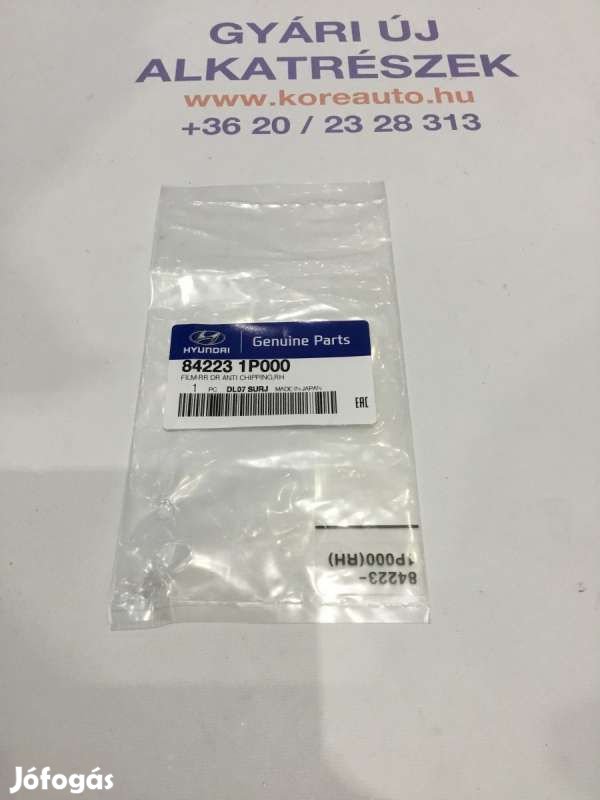 GYÁRI ÚJ
ALKATRÉSZEK
www.koreauto.hu
+36 20 / 23 28 313
HYUNDAI
Genuine Parts
84223 1P000
FILM-RR DR ANTI CHIPPING,RH
1 PC DL07 SURJ MADE IN JAPAN
EAC
84223-
1P000(RH)
Jófogás